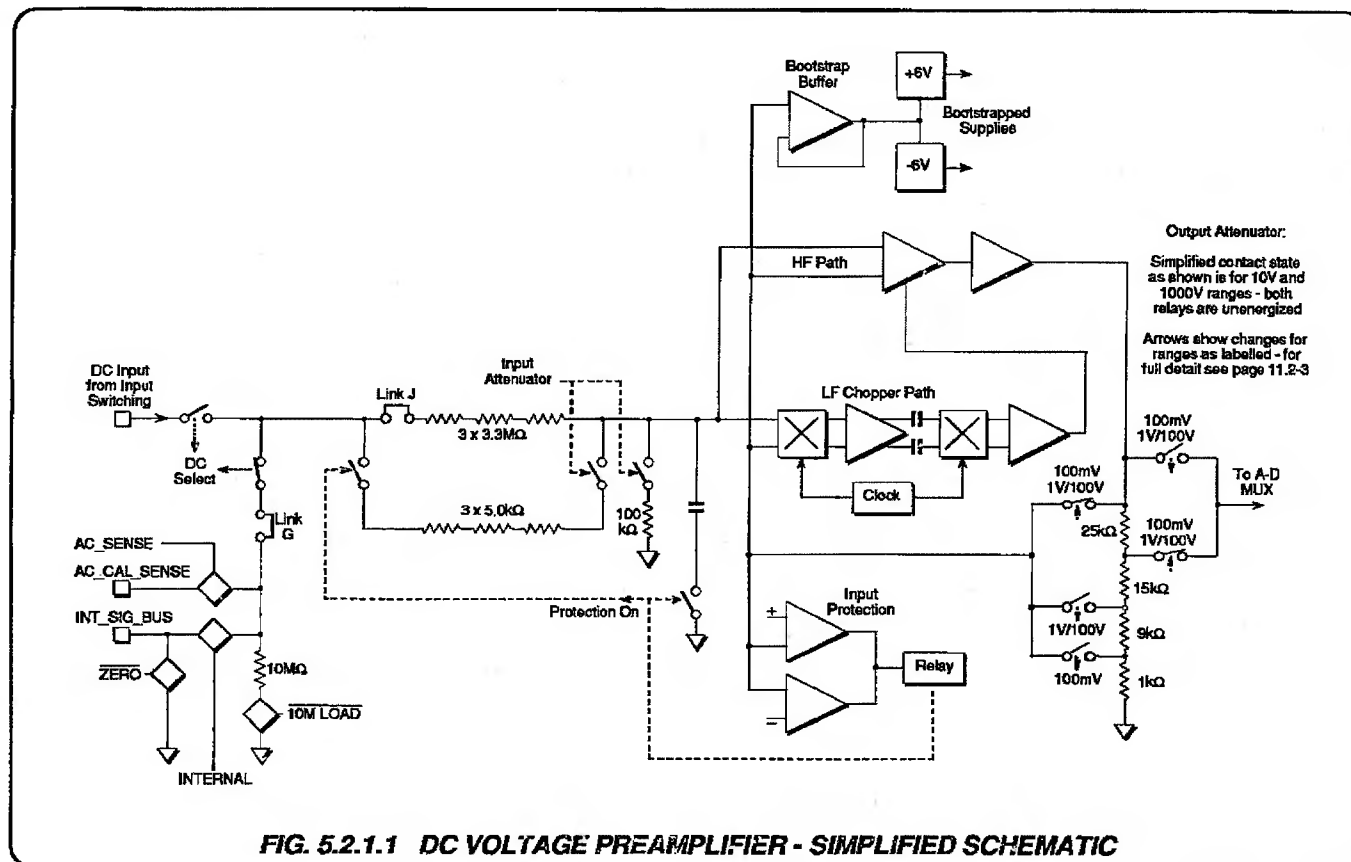 Bootstrap
Buffer
+6V
Bootstrapped
Supplies
-6V
HF Path
Output Attenuator:
Simplified contact state
as shown is for 10V and
1000V ranges - both
relays are unenergized
Arrows show changes for
ranges as labelled - for
full detail see page 11.2-3
DC Input
from Input
Switching
DC
Select
Link J
3 x 3.3MΩ
Input
Attenuator
3 x 5.0kΩ
100
kΩ
LF Chopper Path
Clock
100mV
1V/100V
100mV
1V/100V
To A-D
MUX
25kΩ
100mV
1V/100V
15kΩ
1V/100V
9kΩ
100mV
1kΩ
Link
G
AC_SENSE
AC_CAL_SENSE
INT_SIG_BUS
ZERO
10MΩ
10M LOAD
INTERNAL
Protection On
Input
Protection
+
−
Relay
FIG. 5.2.1.1 DC VOLTAGE PREAMPLIFIER - SIMPLIFIED SCHEMATIC